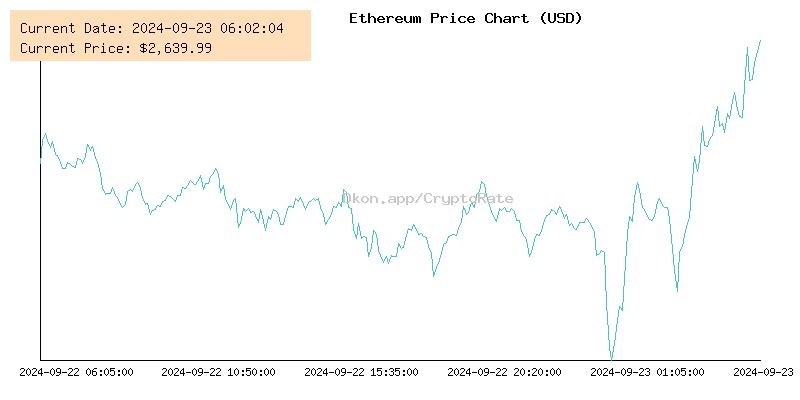 Ethereum Price Chart (USD)
Current Date: 2024-09-23 06:02:04
Current Price: $2,639.99
Dkon.app/CryptoRate
2024-09-22 06:05:00 2024-09-22 10:50:00 2024-09-22 15:35:00 2024-09-22 20:20:00 2024-09-23 01:05:00 2024-09-23